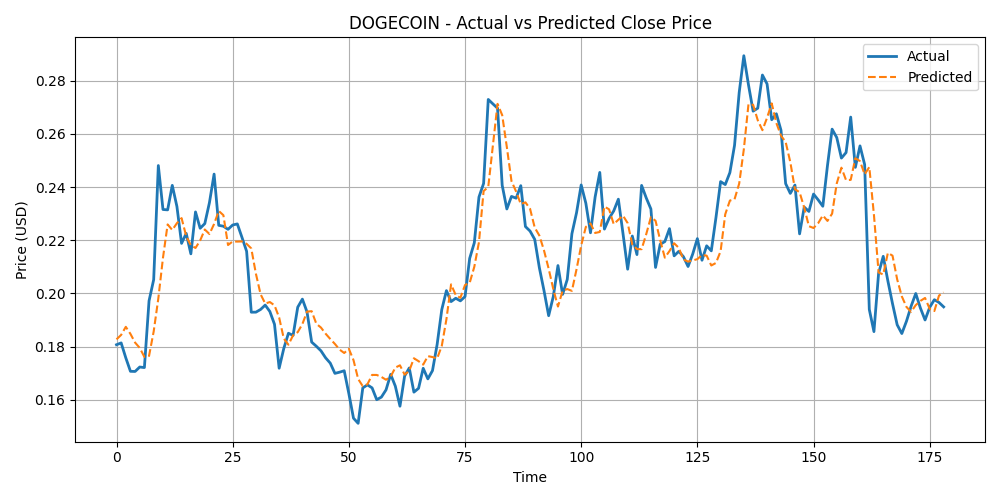 DOGECOIN - Actual vs Predicted Close Price
Actual
Predicted
Price (USD)
0.28
0.26
0.24
0.22
0.20
0.18
0.16
0 25 50 75 100 125 150 175
Time